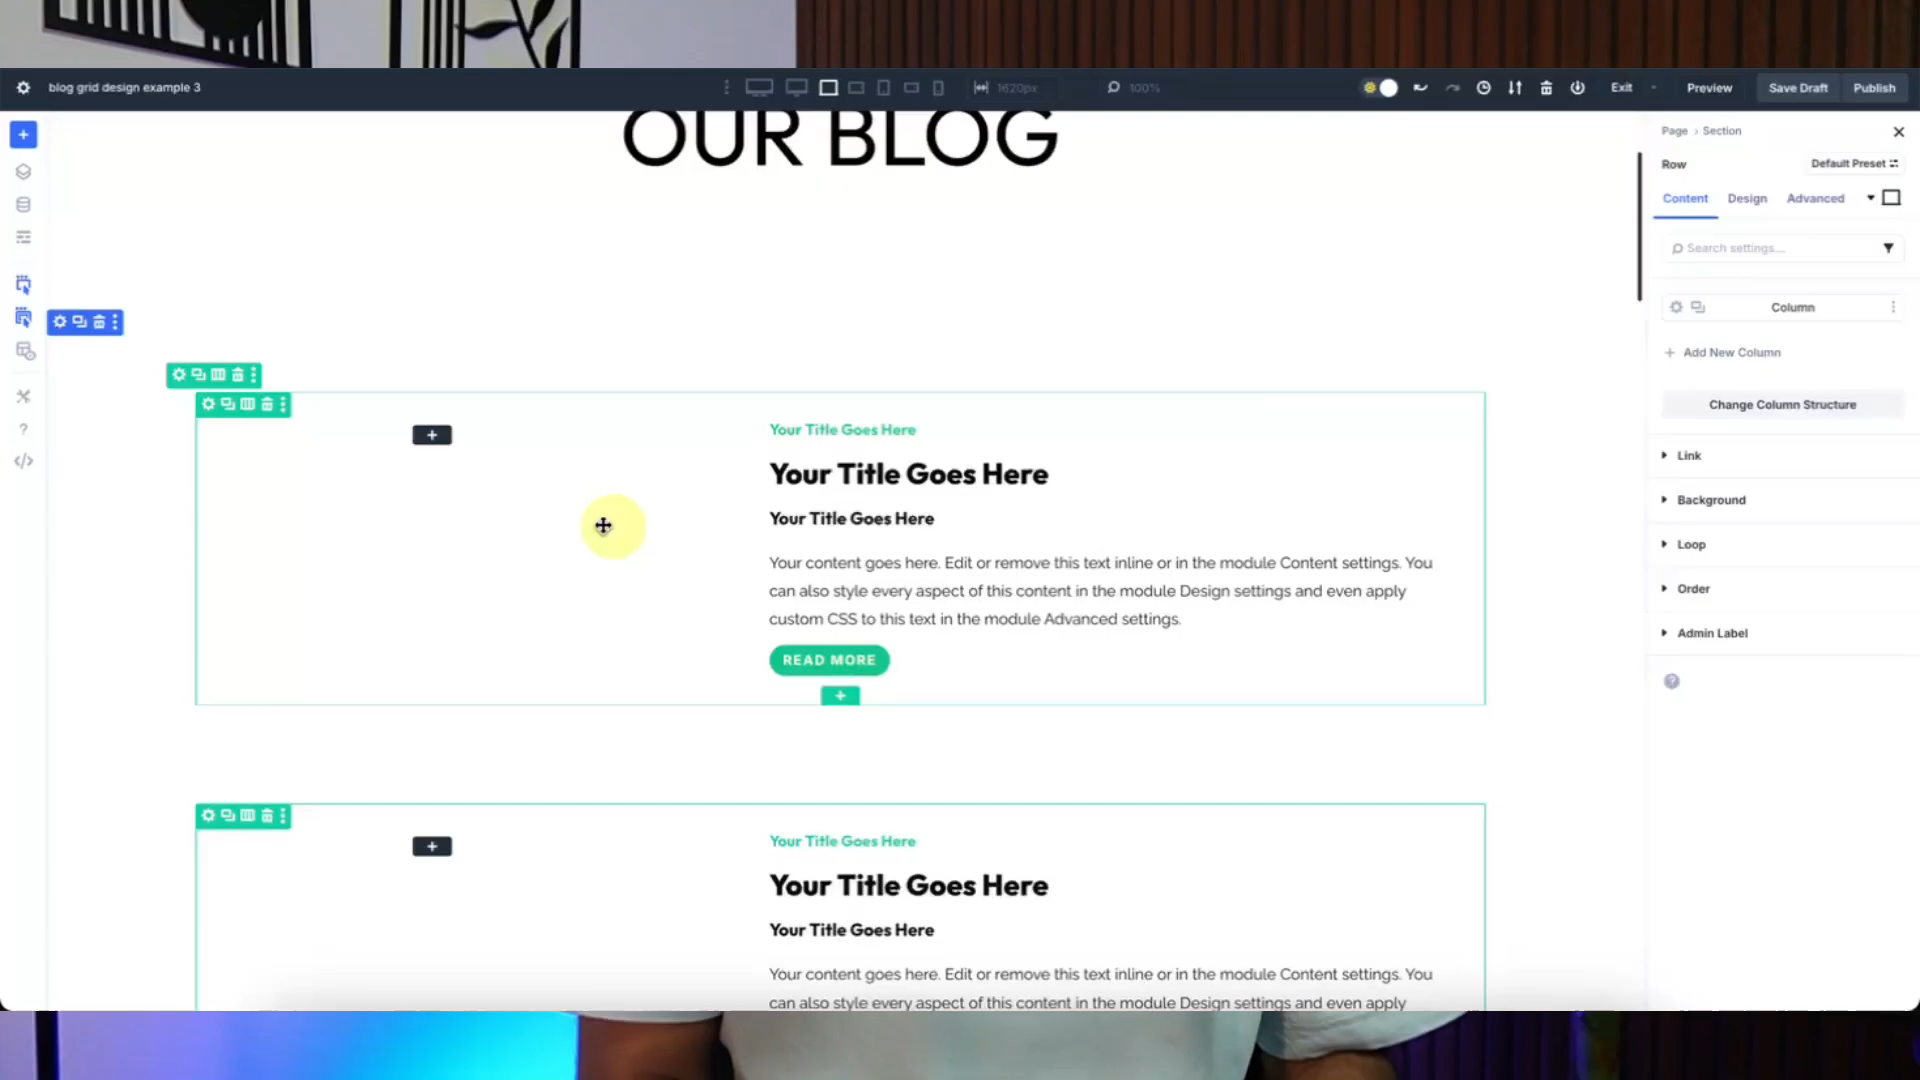 blog grid design example 3
1620px
100%
Exit
Preview
Save Draft
Publish
OUR BLOG
Page › Section
Row
Default Preset
Content
Design
Advanced
Search settings...
Column
+ Add New Column
Change Column Structure
Link
Background
Loop
Order
Admin Label
Your Title Goes Here
Your Title Goes Here
Your Title Goes Here
Your content goes here. Edit or remove this text inline or in the module Content settings. You
can also style every aspect of this content in the module Design settings and even apply
custom CSS to this text in the module Advanced settings.
READ MORE
Your Title Goes Here
Your Title Goes Here
Your Title Goes Here
Your content goes here. Edit or remove this text inline or in the module Content settings. You
can also style every aspect of this content in the module Design settings and even apply